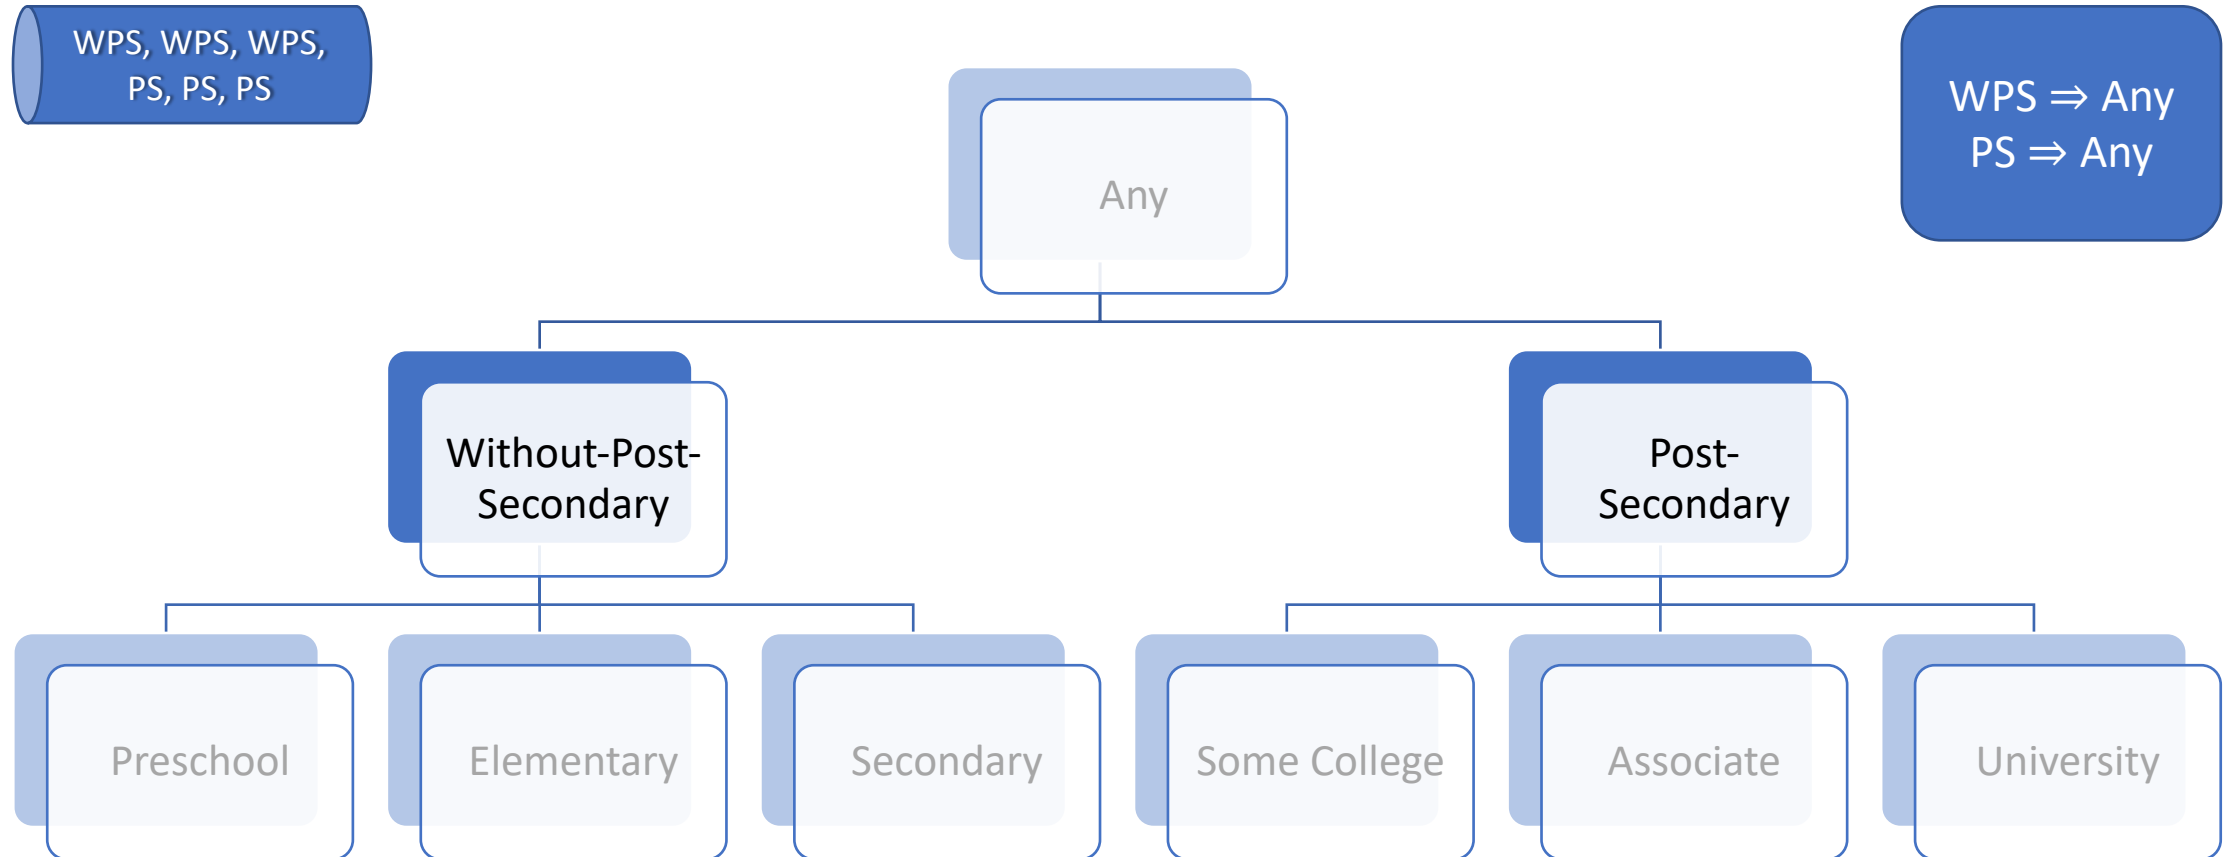 WPS, WPS, WPS,
PS, PS, PS
WPS ⇒ Any
PS ⇒ Any
Any
Without-Post-
Secondary
Post-
Secondary
Preschool
Elementary
Secondary
Some College
Associate
University